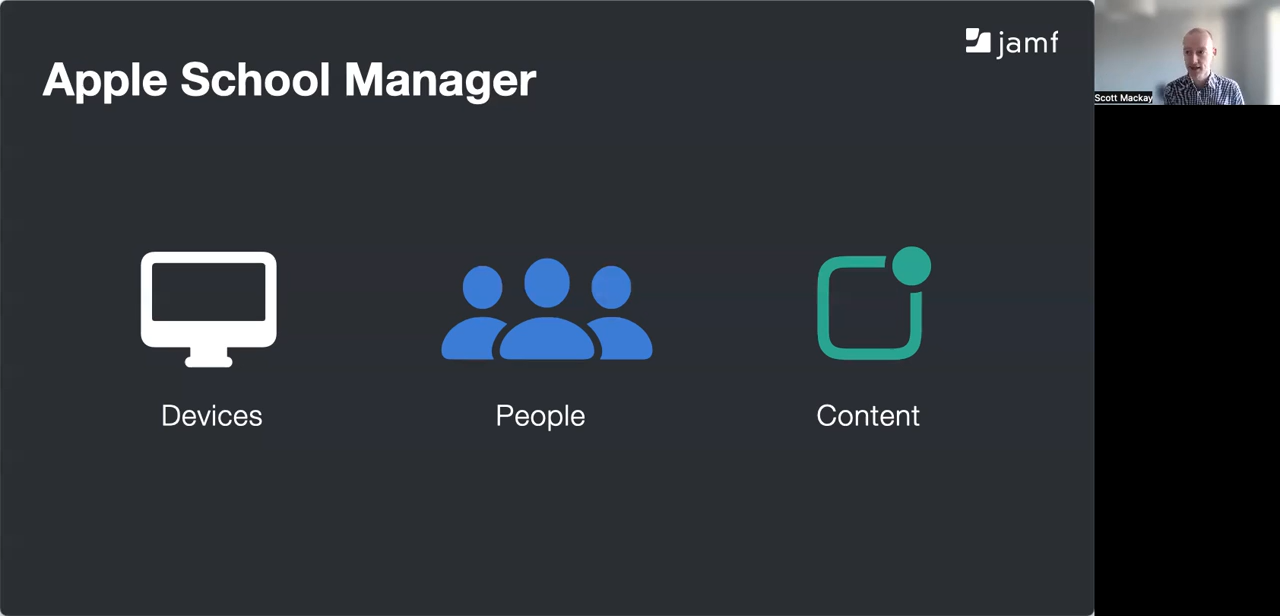 jamf
Apple School Manager
Scott Mackay
Devices
People
Content